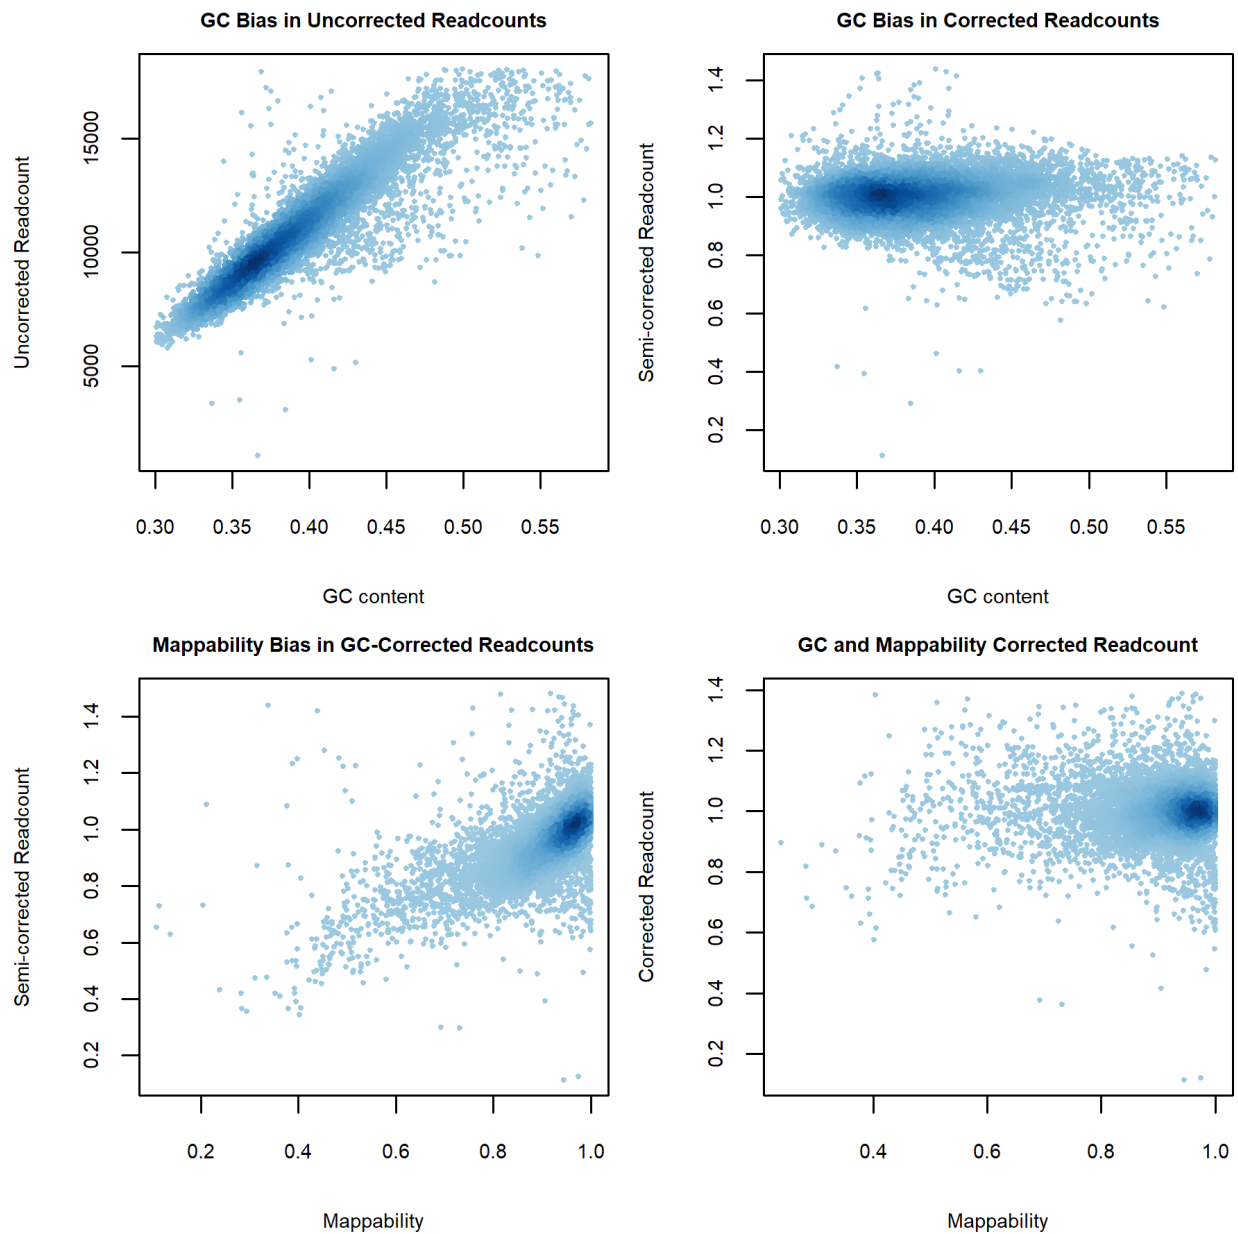 GC Bias in Uncorrected Readcounts
Uncorrected Readcount
15000
10000
5000
0.30 0.35 0.40 0.45 0.50 0.55
GC content
GC Bias in Corrected Readcounts
Semi-corrected Readcount
1.4
1.2
1.0
0.8
0.6
0.4
0.2
0.30 0.35 0.40 0.45 0.50 0.55
GC content
Mappability Bias in GC-Corrected Readcounts
Semi-corrected Readcount
1.4
1.2
1.0
0.8
0.6
0.4
0.2
0.2 0.4 0.6 0.8 1.0
Mappability
GC and Mappability Corrected Readcount
Corrected Readcount
1.4
1.2
1.0
0.8
0.6
0.4
0.2
0.4 0.6 0.8 1.0
Mappability